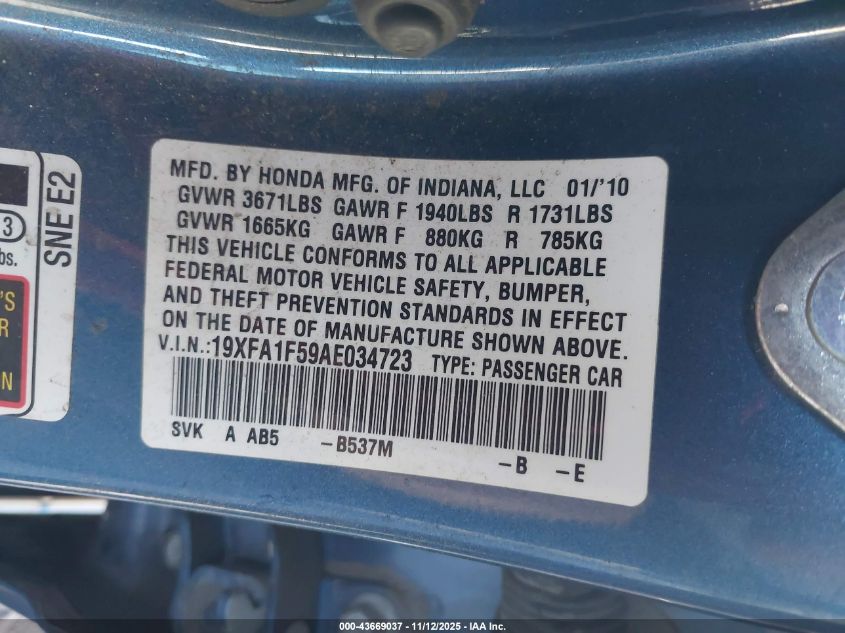 MFD. BY HONDA MFG. OF INDIANA, LLC 01/'10
GVWR 3671LBS GAWR F 1940LBS R 1731LBS
GVWR 1665KG GAWR F 880KG R 785KG
THIS VEHICLE CONFORMS TO ALL APPLICABLE
FEDERAL MOTOR VEHICLE SAFETY, BUMPER,
AND THEFT PREVENTION STANDARDS IN EFFECT
ON THE DATE OF MANUFACTURE SHOWN ABOVE.
V.I.N.:19XFA1F59AE034723 TYPE: PASSENGER CAR
SVK A AB5 -B537M -B -E
SNE E2
3
bs.
'S
R
N
000-43669037 - 11/12/2025 - IAA Inc.